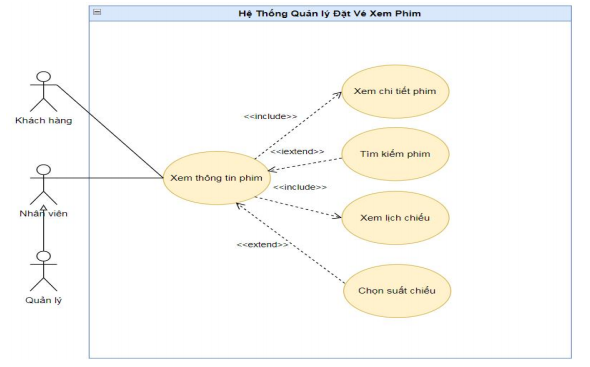 Hệ Thống Quản lý Đặt Vé Xem Phim
Xem chi tiết phim
Khách hàng
<<include>>
<<iextend>>
Tìm kiếm phim
Xem thông tin phim
<<include>>
Nhân viên
Xem lịch chiếu
<<extend>>
Chọn suất chiếu
Quản lý